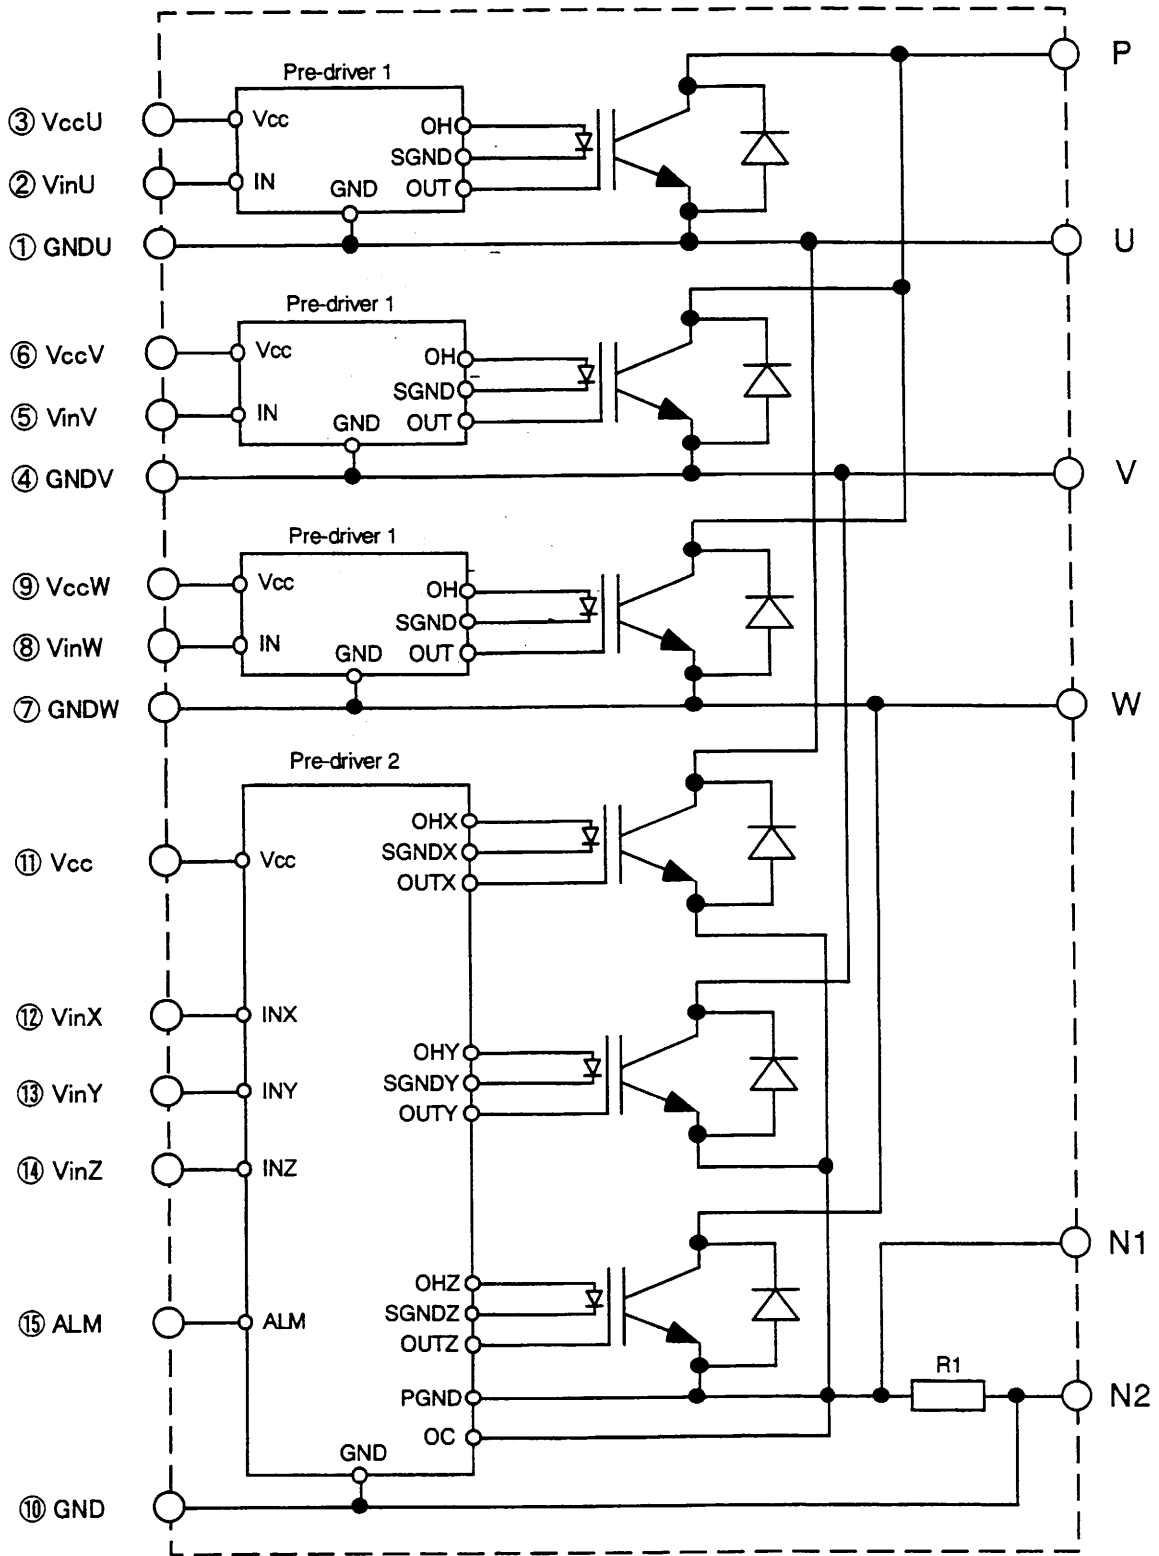 P
Pre-driver 1
③ VccU
Vcc
OH
SGND
② VinU
IN
GND
OUT
① GNDU
U
Pre-driver 1
⑥ VccV
Vcc
OH
SGND
⑤ VinV
IN
GND
OUT
④ GNDV
V
Pre-driver 1
⑨ VccW
Vcc
OH
SGND
⑧ VinW
IN
GND
OUT
⑦ GNDW
W
Pre-driver 2
OHX
SGNDX
⑪ Vcc
Vcc
OUTX
⑫ VinX
INX
OHY
SGNDY
⑬ VinY
INY
OUTY
⑭ VinZ
INZ
N1
OHZ
SGNDZ
⑮ ALM
ALM
OUTZ
R1
PGND
N2
OC
GND
⑩ GND